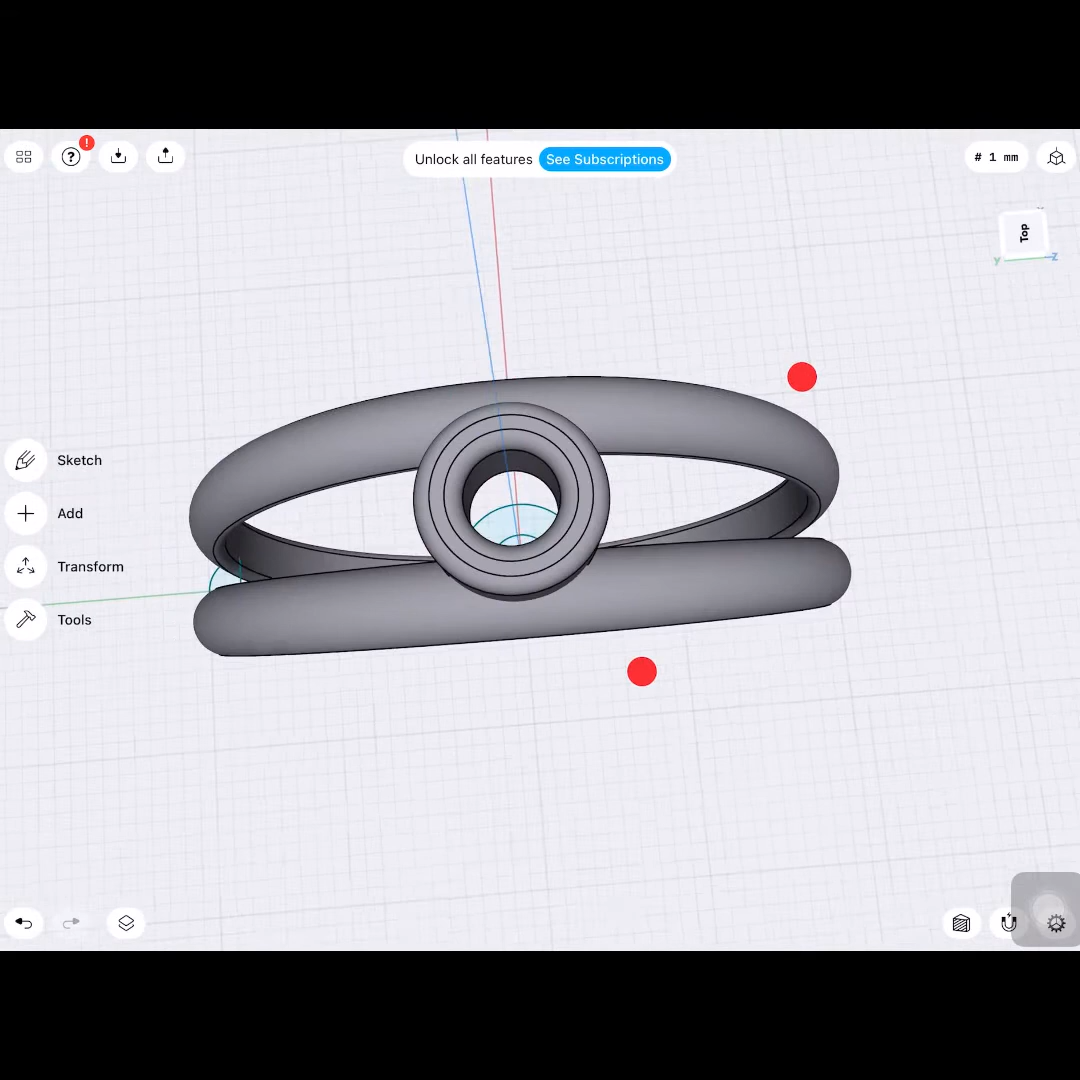 ?
!
Unlock all features See Subscriptions
# 1 mm
Top
Y
Z
Sketch
Add
Transform
Tools